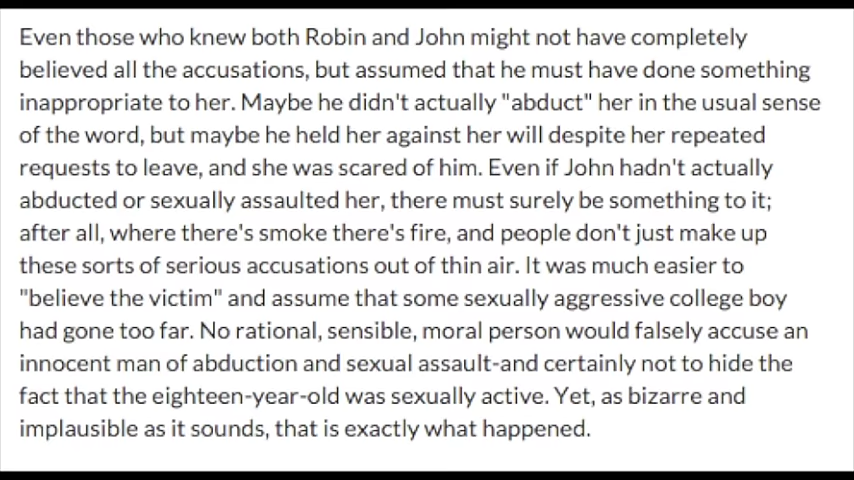 Even those who knew both Robin and John might not have completely
believed all the accusations, but assumed that he must have done something
inappropriate to her. Maybe he didn't actually "abduct" her in the usual sense
of the word, but maybe he held her against her will despite her repeated
requests to leave, and she was scared of him. Even if John hadn't actually
abducted or sexually assaulted her, there must surely be something to it;
after all, where there's smoke there's fire, and people don't just make up
these sorts of serious accusations out of thin air. It was much easier to
"believe the victim" and assume that some sexually aggressive college boy
had gone too far. No rational, sensible, moral person would falsely accuse an
innocent man of abduction and sexual assault-and certainly not to hide the
fact that the eighteen-year-old was sexually active. Yet, as bizarre and
implausible as it sounds, that is exactly what happened.